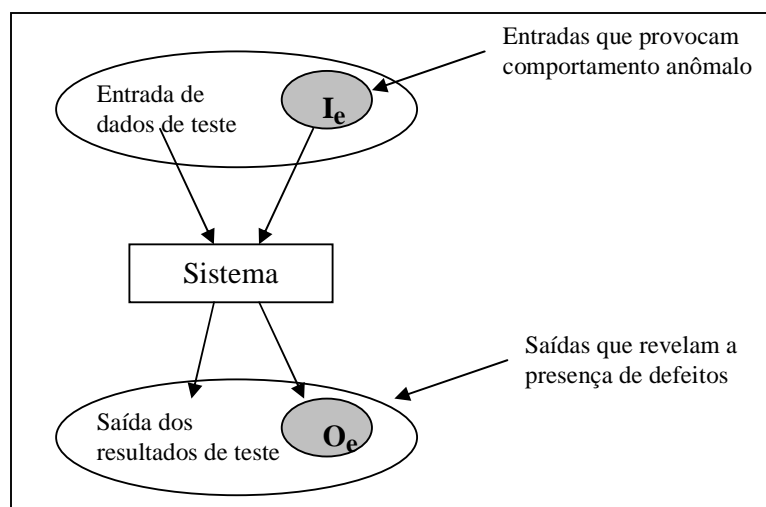 Entradas que provocam
comportamento anômalo
Entrada de
dados de teste
Ie
Sistema
Saídas que revelam a
presença de defeitos
Saída dos
resultados de teste
Oe